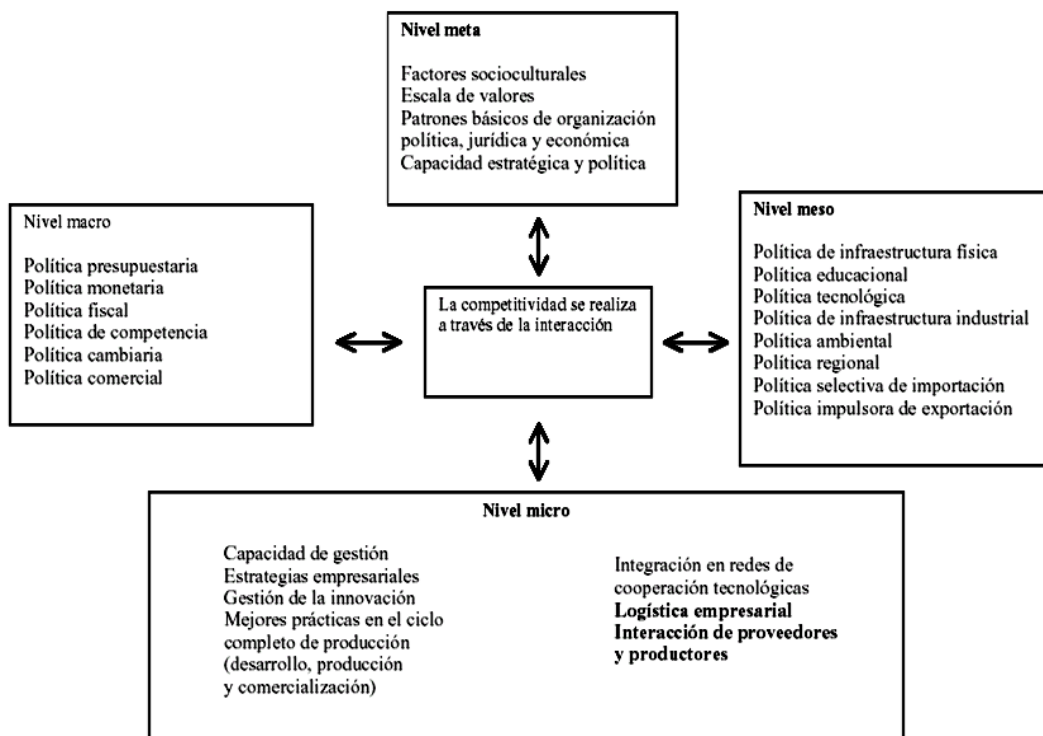 Nivel meta
Factores socioculturales
Escala de valores
Patrones básicos de organización
política, jurídica y económica
Capacidad estratégica y política
Nivel macro
Política presupuestaria
Política monetaria
Política fiscal
Política de competencia
Política cambiaria
Política comercial
La competitividad se realiza
a través de la interacción
Nivel meso
Política de infraestructura física
Política educacional
Política tecnológica
Política de infraestructura industrial
Política ambiental
Política regional
Política selectiva de importación
Política impulsora de exportación
Nivel micro
Capacidad de gestión
Estrategias empresariales
Gestión de la innovación
Mejores prácticas en el ciclo
completo de producción
(desarrollo, producción
y comercialización)
Integración en redes de
cooperación tecnológicas
Logística empresarial
Interacción de proveedores
y productores